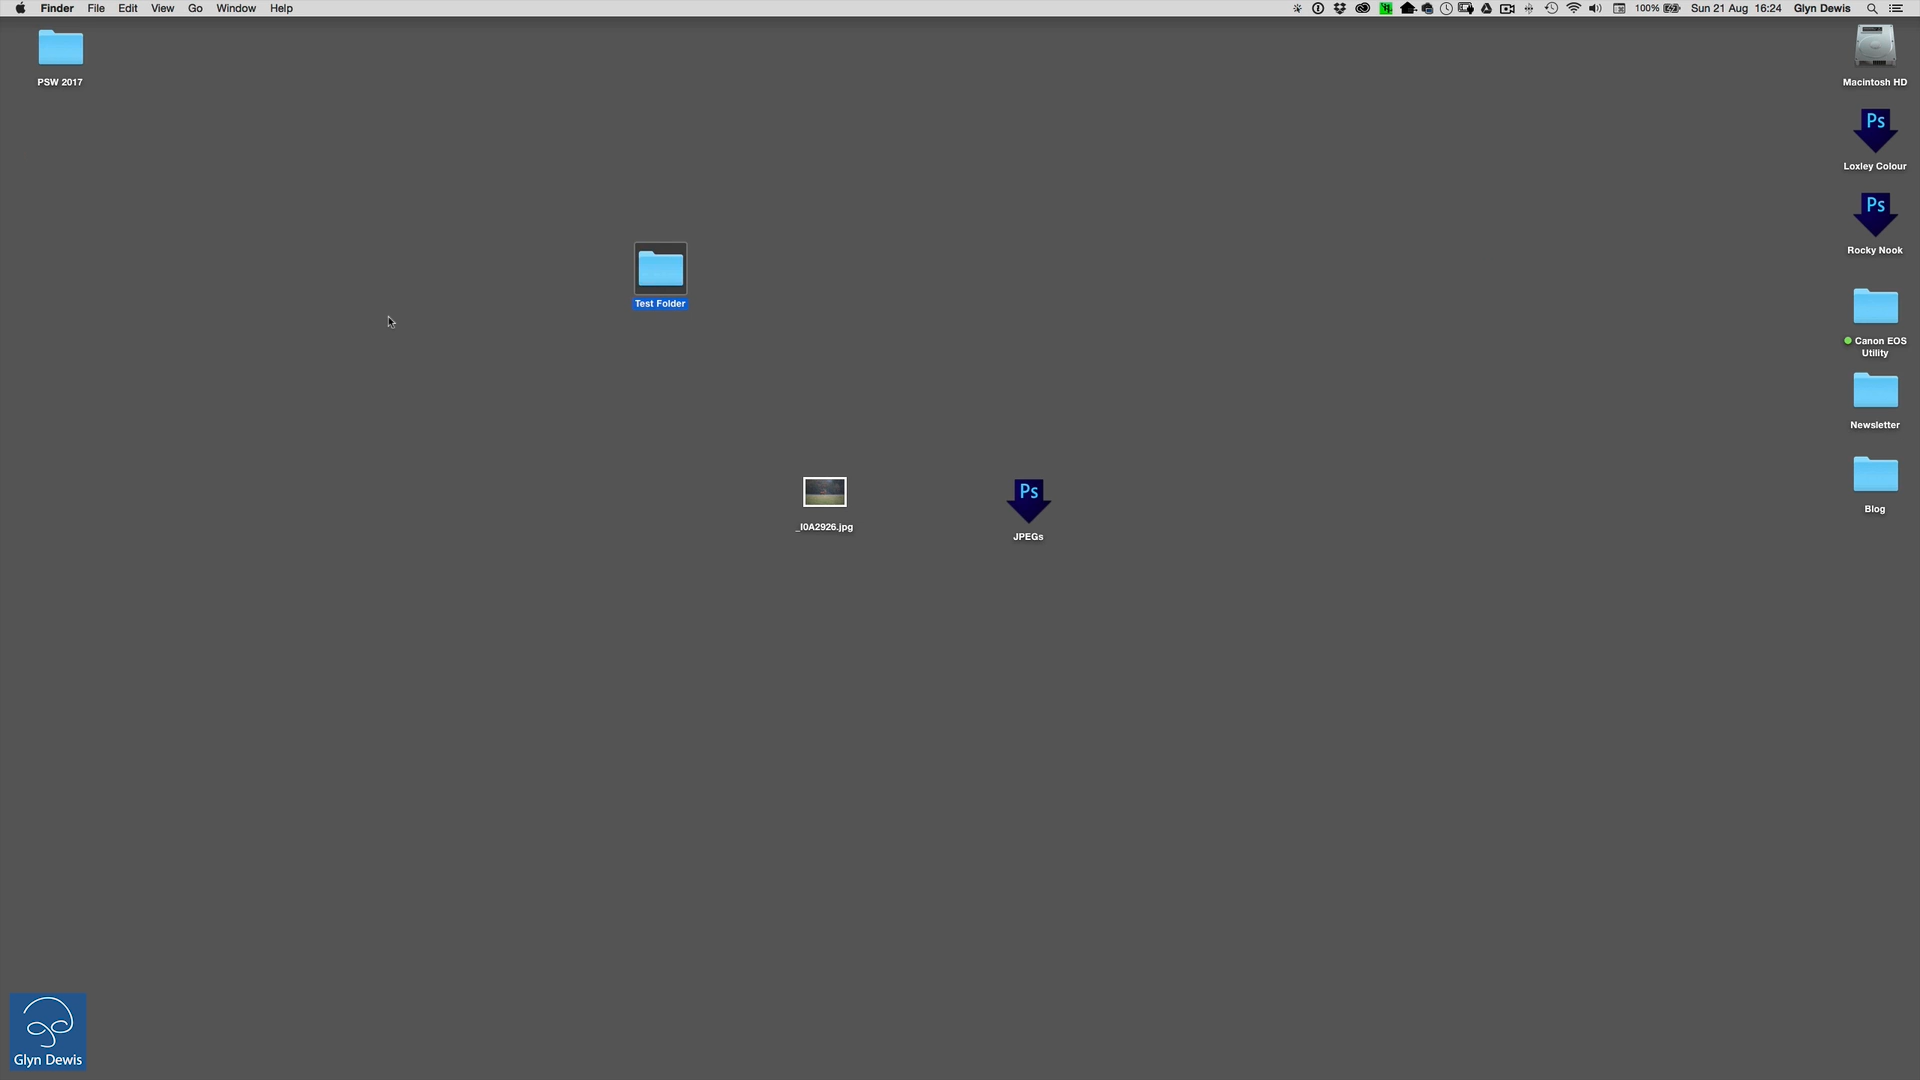 Finder File Edit View Go Window Help
100% Sun 21 Aug 16:24 Glyn Dewis
PSW 2017
Macintosh HD
Ps
Loxley Colour
Ps
Rocky Nook
Test Folder
Canon EOS
Utility
Newsletter
Ps
_I0A2926.jpg
JPEGs
Blog
Glyn Dewis